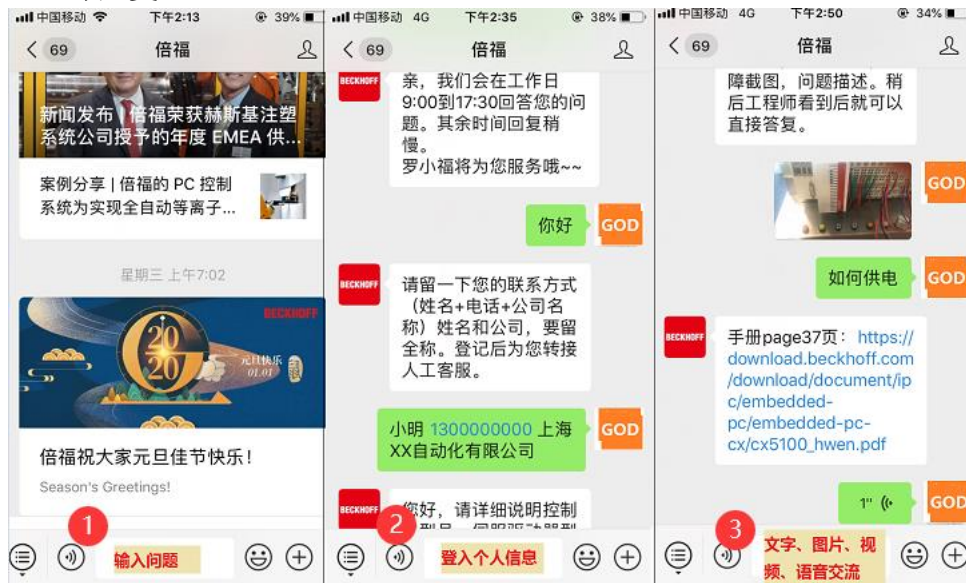 中国移动 下午2:13 39%
69 倍福
新闻发布 | 倍福荣获赫斯基注塑
系统公司授予的年度 EMEA 供...
案例分享 | 倍福的 PC 控制
系统为实现全自动等离子...
星期三 上午7:02
BECKHOFF
20
20
元旦快乐
01.01
倍福祝大家元旦佳节快乐!
Season's Greetings!
1
输入问题
中国移动 4G 下午2:35 38%
69 倍福
BECKHOFF
亲，我们会在工作日
9:00到17:30回答您的问
题。其余时间回复稍
慢。
罗小福将为您服务哦~~
你好
GOD
BECKHOFF
请留一下您的联系方式
（姓名+电话+公司名
称）姓名和公司，要留
全称。登记后为您转接
人工客服。
小明 1300000000 上海
XX自动化有限公司
GOD
BECKHOFF
您好，请详细说明控制
2
登入个人信息
中国移动 4G 下午2:50 34%
69 倍福
障截图，问题描述。稍
后工程师看到后就可以
直接答复。
GOD
如何供电
GOD
BECKHOFF
手册page37页：https://
download.beckhoff.com
/download/document/ip
c/embedded-
pc/embedded-pc-
cx/cx5100_hwen.pdf
1"
GOD
3
文字、图片、视
频、语音交流